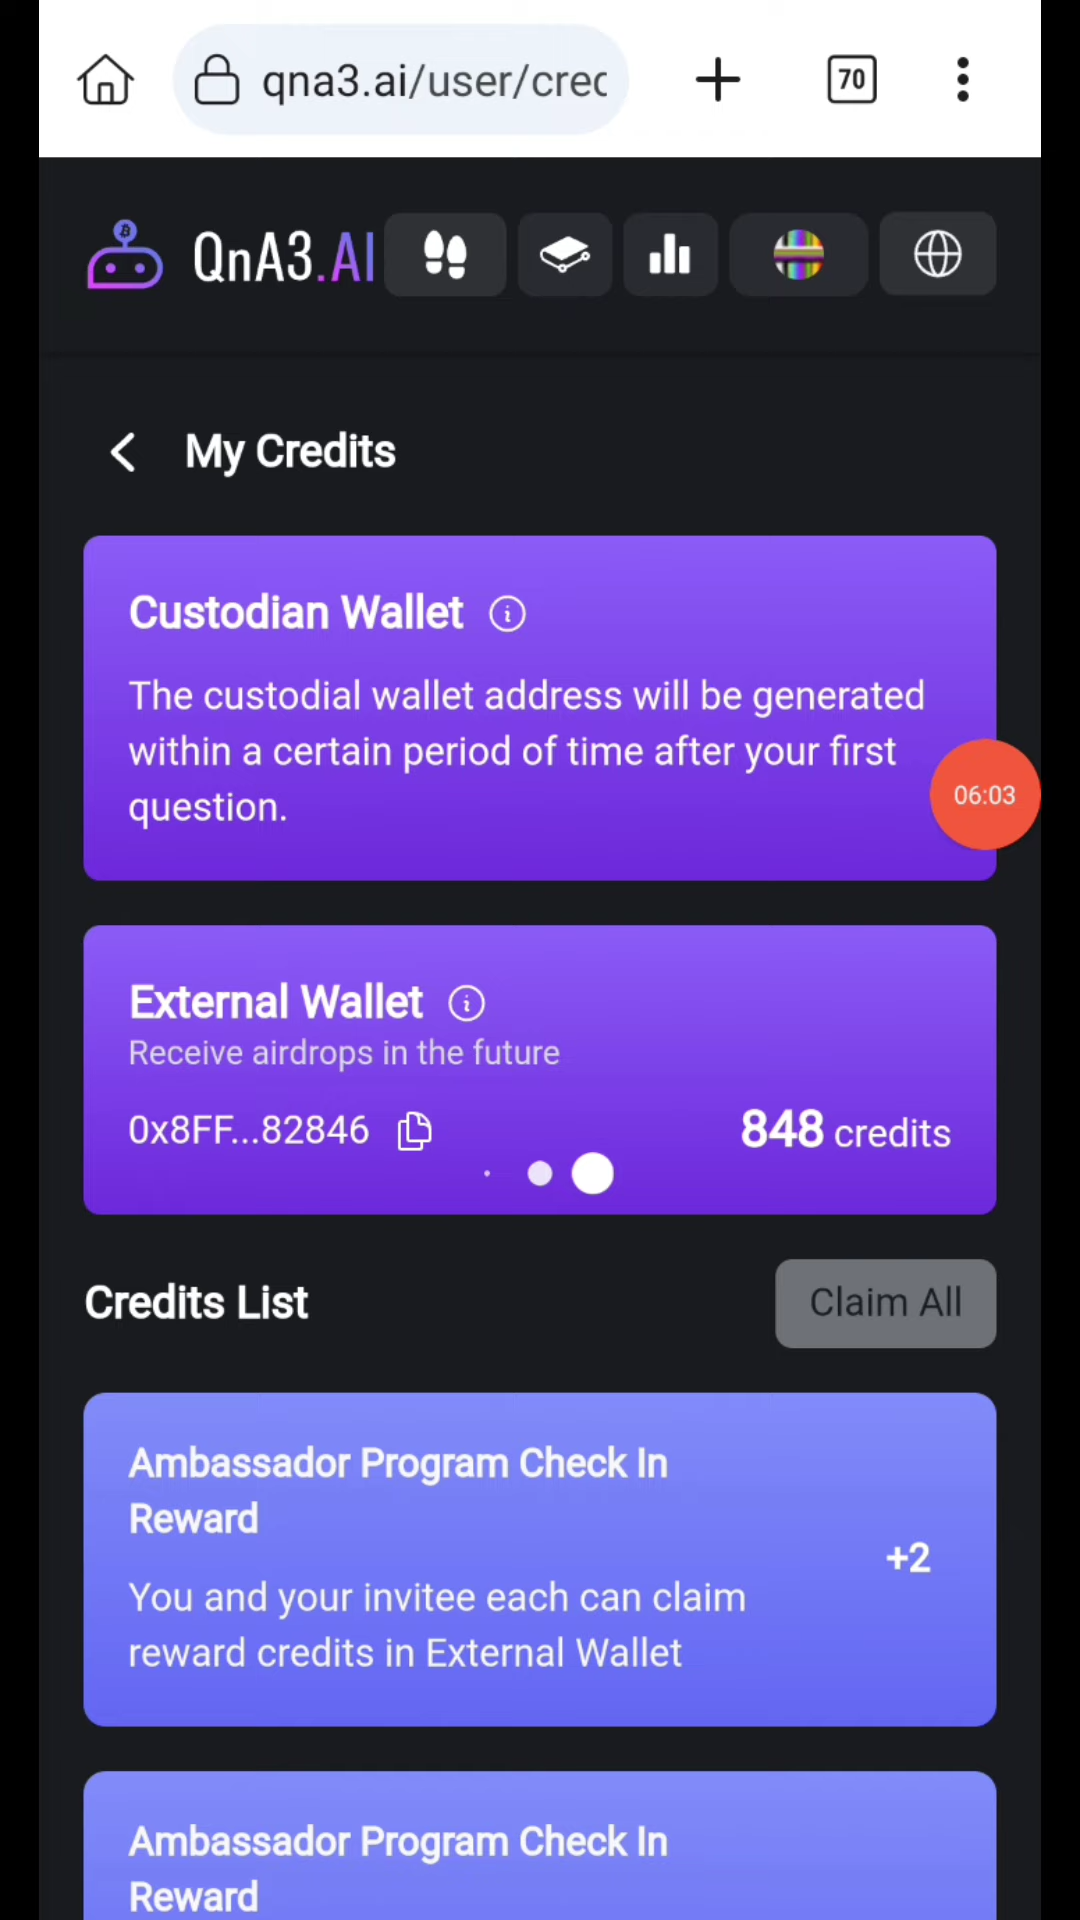 qna3.ai/user/crec
70
QnA3.AI
My Credits
Custodian Wallet
The custodial wallet address will be generated
within a certain period of time after your first
question.
06:03
External Wallet
Receive airdrops in the future
0x8FF...82846
848 credits
Credits List
Claim All
Ambassador Program Check In
Reward
+2
You and your invitee each can claim
reward credits in External Wallet
Ambassador Program Check In
Reward